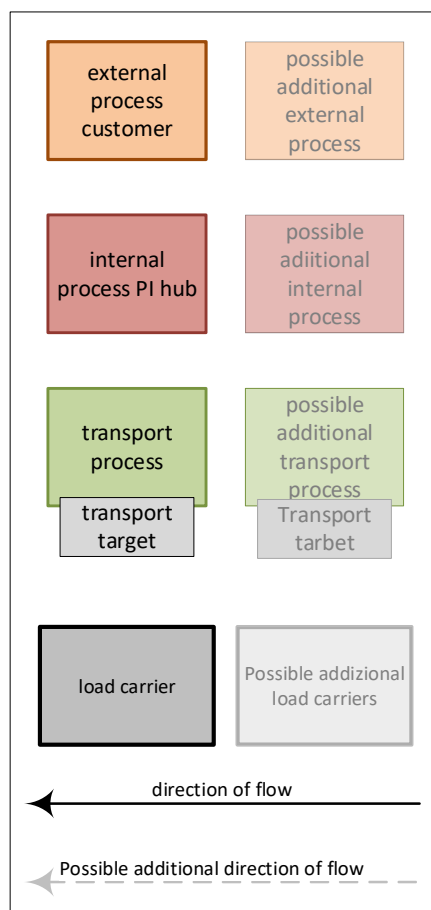 external
process
customer
possible
additional
external
process
internal
process PI hub
possible
aditional
internal
process
transport
process
transport
target
possible
additional
transport
process
Transport
tarbet
load carrier
Possible addizional
load carriers
direction of flow
Possible additional direction of flow